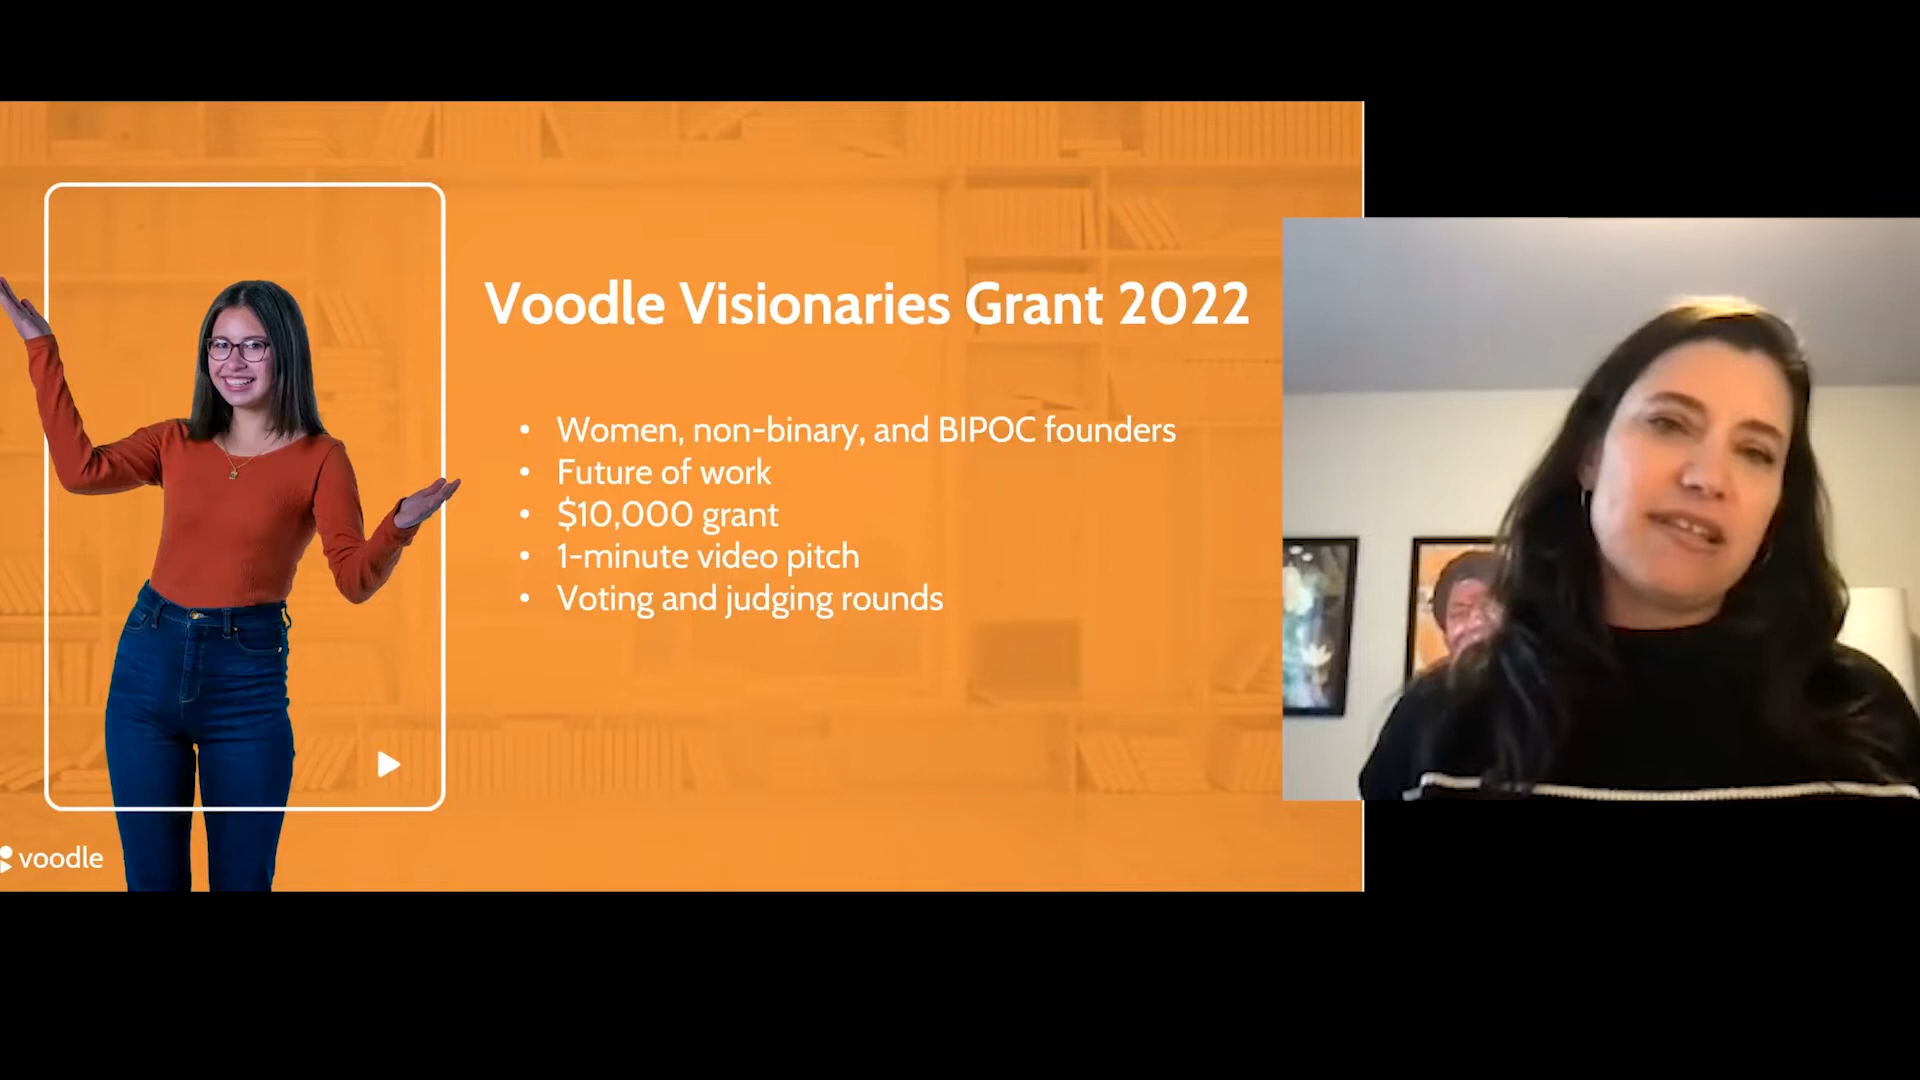 Voodle Visionaries Grant 2022
• Women, non-binary, and BIPOC founders
• Future of work
• $10,000 grant
• 1-minute video pitch
• Voting and judging rounds
voodle